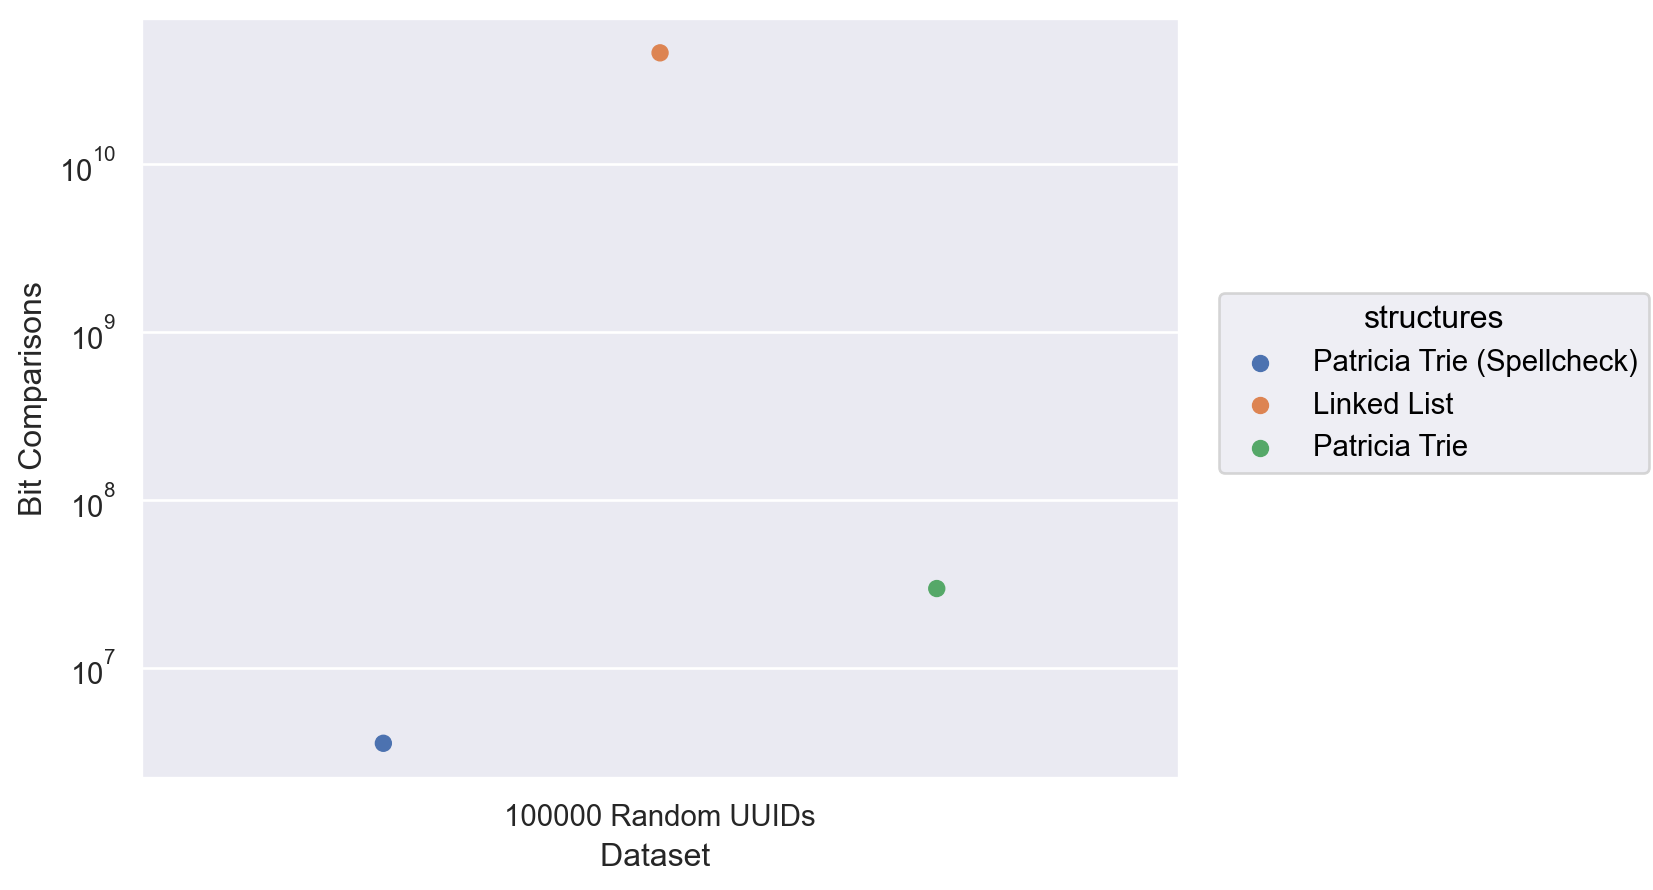 Bit Comparisons
10^10
10^9
10^8
10^7
100000 Random UUIDs
Dataset
structures
Patricia Trie (Spellcheck)
Linked List
Patricia Trie